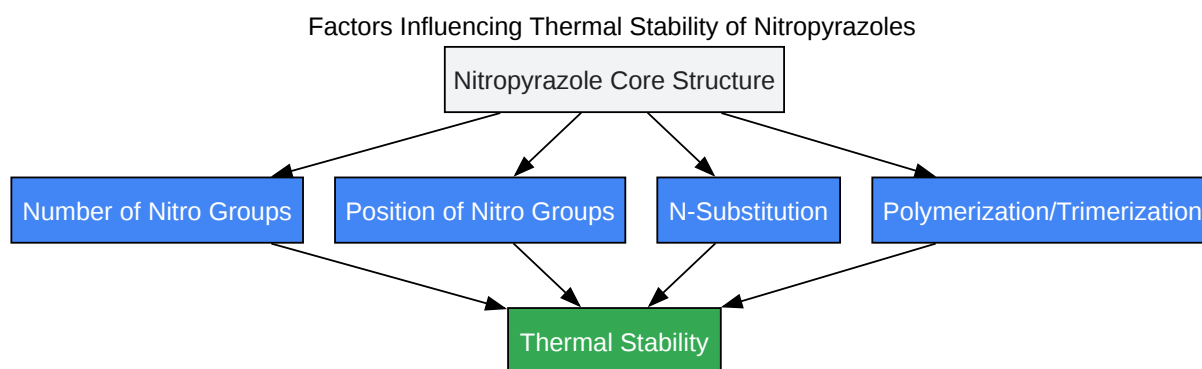 Factors Influencing Thermal Stability of Nitropyrazoles
Nitropyrazole Core Structure
Number of Nitro Groups
Position of Nitro Groups
N-Substitution
Polymerization/Trimerization
Thermal Stability